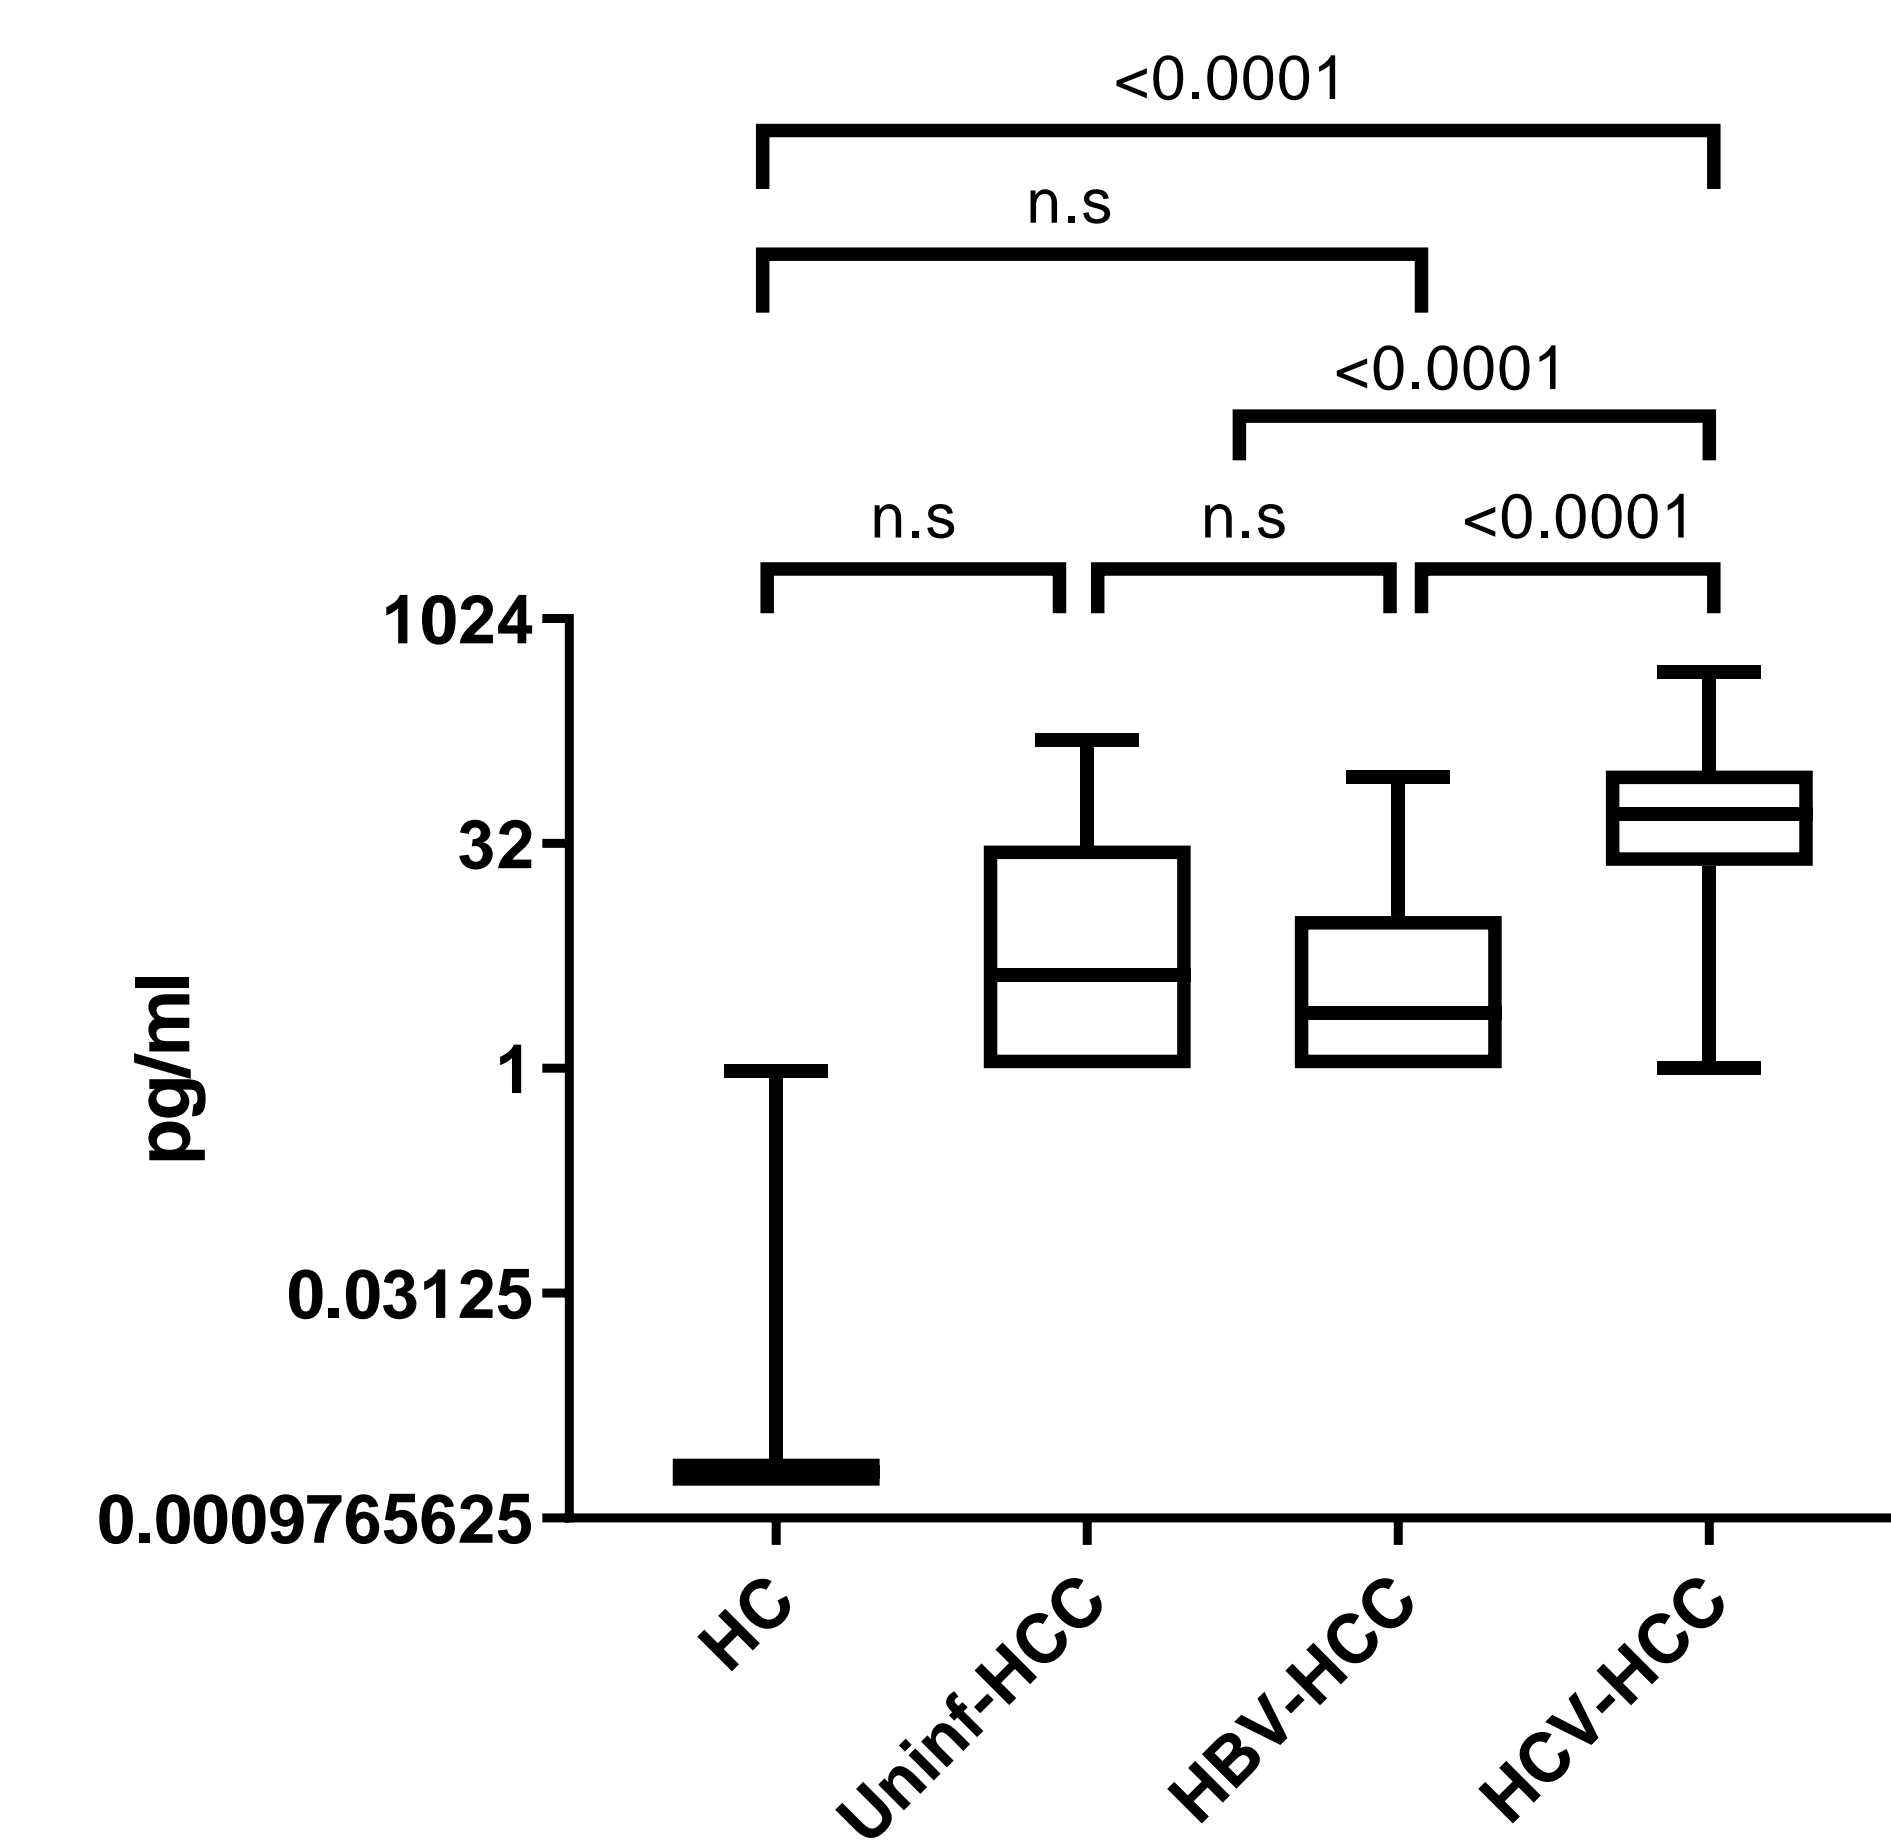 <0.0001
n.s
<0.0001
n.s n.s <0.0001
1024
32
1
0.03125
0.0009765625
pg/ml
HC
Uninf-HCC
HBV-HCC
HCV-HCC